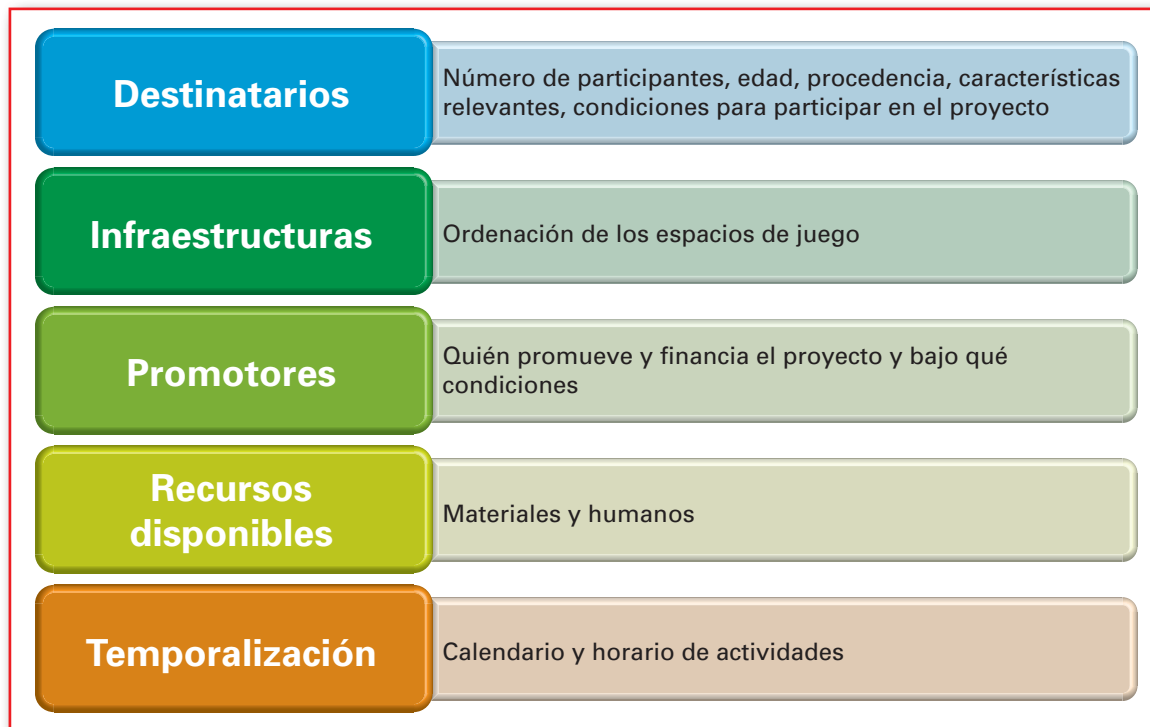 Destinatarios
Número de participantes, edad, procedencia, características
relevantes, condiciones para participar en el proyecto
Infraestructuras
Ordenación de los espacios de juego
Promotores
Quién promueve y financia el proyecto y bajo qué
condiciones
Recursos
disponibles
Materiales y humanos
Temporalización
Calendario y horario de actividades